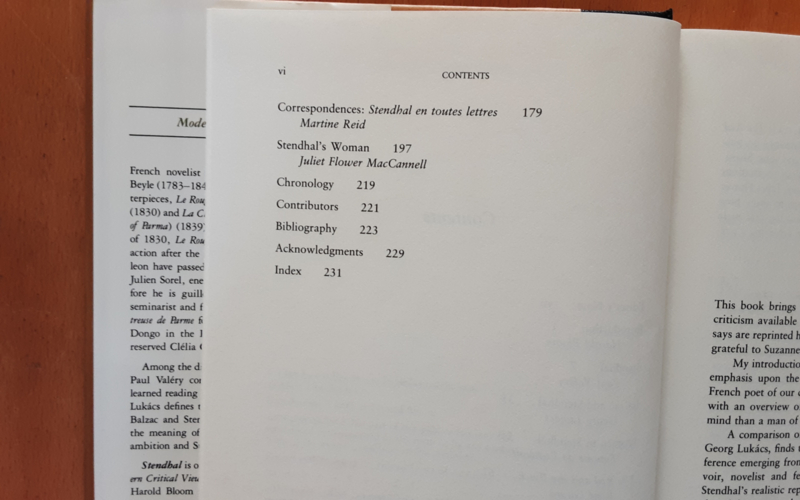 Mode
French novelist
Beyle (1783–184
terpieces, Le Rou
(1830) and La C
of Parma) (1839
of 1830, Le Rou
action after the
leon have passed
Julien Sorel, ene
fore he is guill
seminarist and f
treuse de Parme fi
Dongo in the
reserved Clélia
Among the d
Paul Valéry co
learned reading
Lukács defines t
Balzac and Sten
the meaning of
ambition and S
Stendhal is o
ern Critical View
Harold Bloom
vi CONTENTS
Correspondences: Stendhal en toutes lettres 179
Martine Reid
Stendhal's Woman 197
Juliet Flower MacCannell
Chronology 219
Contributors 221
Bibliography 223
Acknowledgments 229
Index 231
This book brings
criticism available
says are reprinted h
grateful to Suzanne
My introductio
emphasis upon the
French poet of our
with an overview o
mind than a man of
A comparison o
Georg Lukács, finds
ference emerging from
voir, novelist and fe
Stendhal's realistic rep